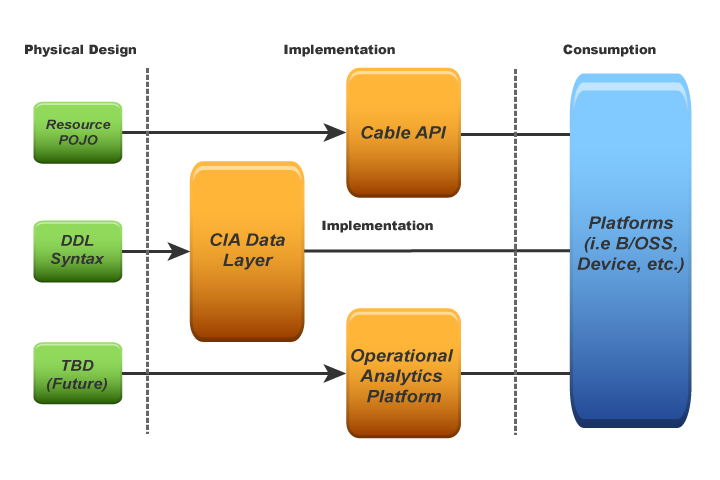 Physical Design
Implementation
Consumption
Resource
POJO
Cable API
DDL
Syntax
CIA Data
Layer
Implementation
Platforms
(i.e B/OSS,
Device, etc.)
TBD
(Future)
Operational
Analytics
Platform